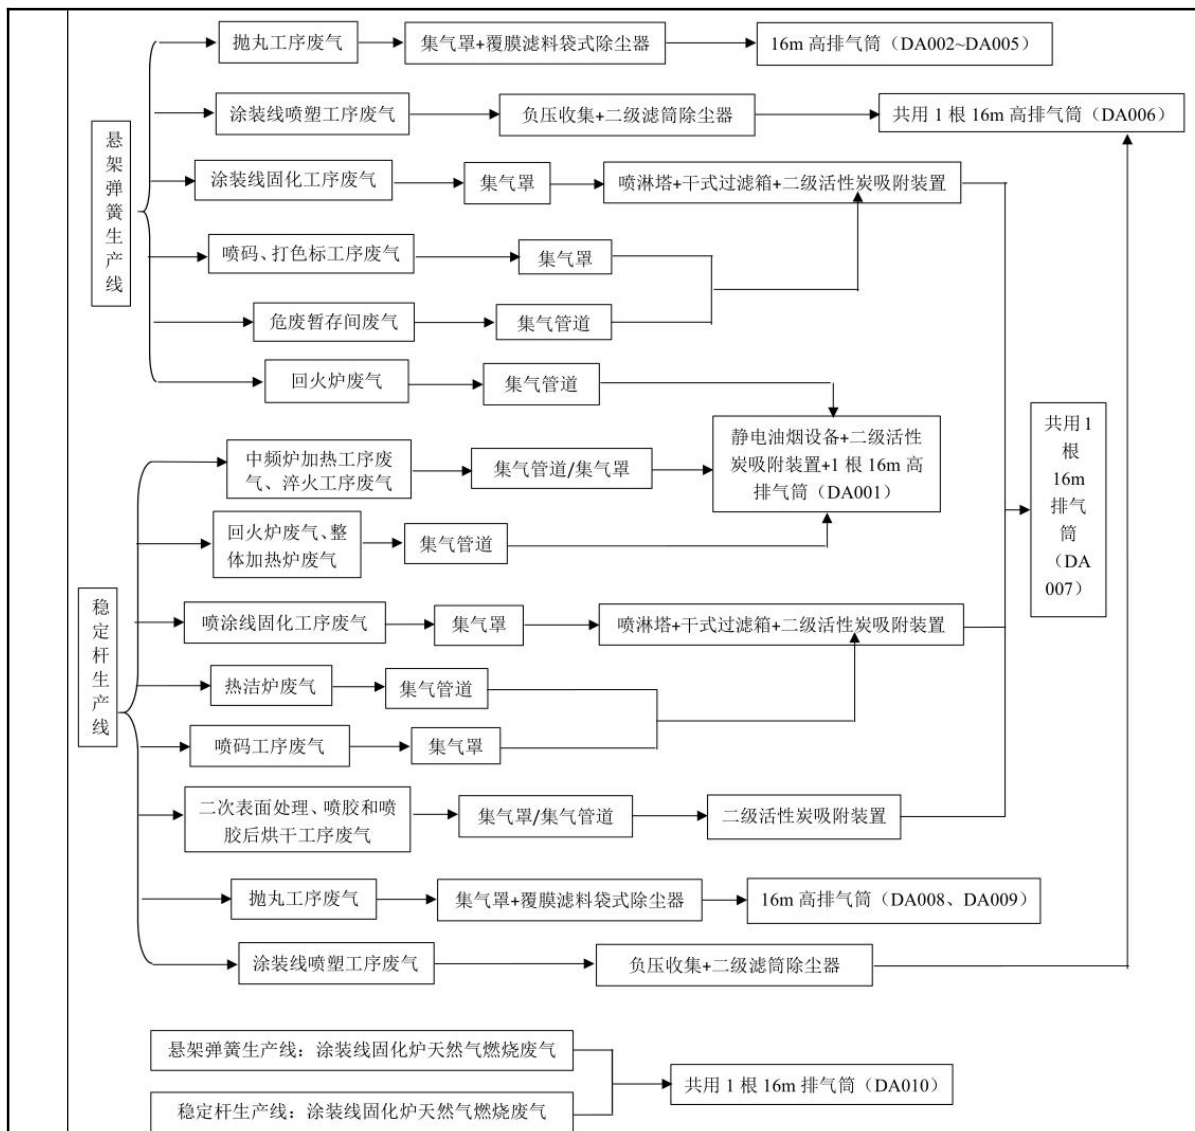 抛丸工序废气
集气罩+覆膜滤料袋式除尘器
16m 高排气筒（DA002~DA005）
涂装线喷塑工序废气
负压收集+二级滤筒除尘器
共用 1 根 16m 高排气筒（DA006）
悬架弹簧生产线
涂装线固化工序废气
集气罩
喷淋塔+干式过滤箱+二级活性炭吸附装置
喷码、打色标工序废气
集气罩
危废暂存间废气
集气管道
回火炉废气
集气管道
静电油烟设备+二级活性
炭吸附装置+1 根 16m 高
排气筒（DA001）
共用 1
根
16m
排气
筒
（DA
007）
中频炉加热工序废
气、淬火工序废气
集气管道/集气罩
回火炉废气、整
体加热炉废气
集气管道
稳定杆生产线
喷涂线固化工序废气
集气罩
喷淋塔+干式过滤箱+二级活性炭吸附装置
热洁炉废气
集气管道
喷码工序废气
集气罩
二次表面处理、喷胶和喷
胶后烘干工序废气
集气罩/集气管道
二级活性炭吸附装置
抛丸工序废气
集气罩+覆膜滤料袋式除尘器
16m 高排气筒（DA008、DA009）
涂装线喷塑工序废气
负压收集+二级滤筒除尘器
悬架弹簧生产线：涂装线固化炉天然气燃烧废气
共用 1 根 16m 排气筒（DA010）
稳定杆生产线：涂装线固化炉天然气燃烧废气